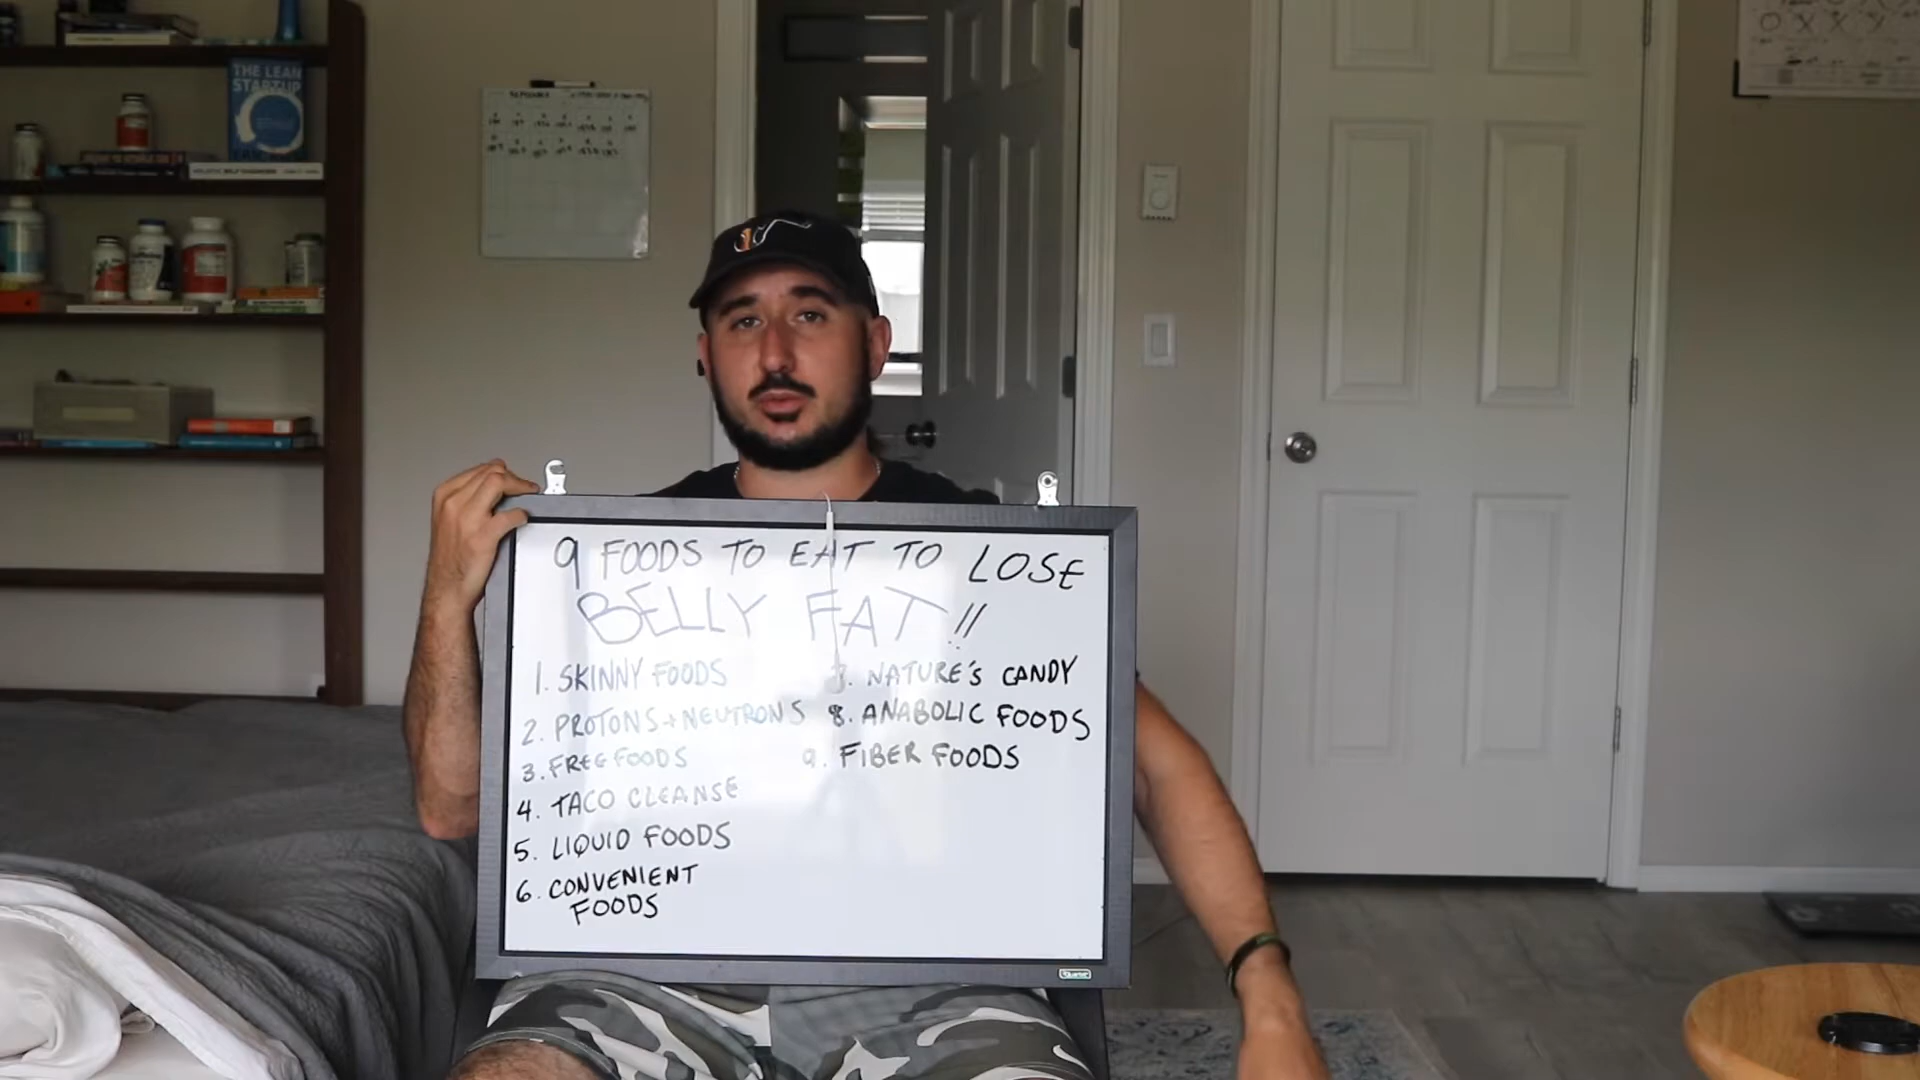 THE LEAN
STARTUP
SEPTEMBER
9 FOODS TO EAT TO LOSE
BELLY FAT!!
1. SKINNY FOODS
2. PROTONS + NEUTRONS
3. FREE FOODS
4. TACO CLEANSE
5. LIQUID FOODS
6. CONVENIENT
FOODS
7. NATURE'S CANDY
8. ANABOLIC FOODS
9. FIBER FOODS
Quartet